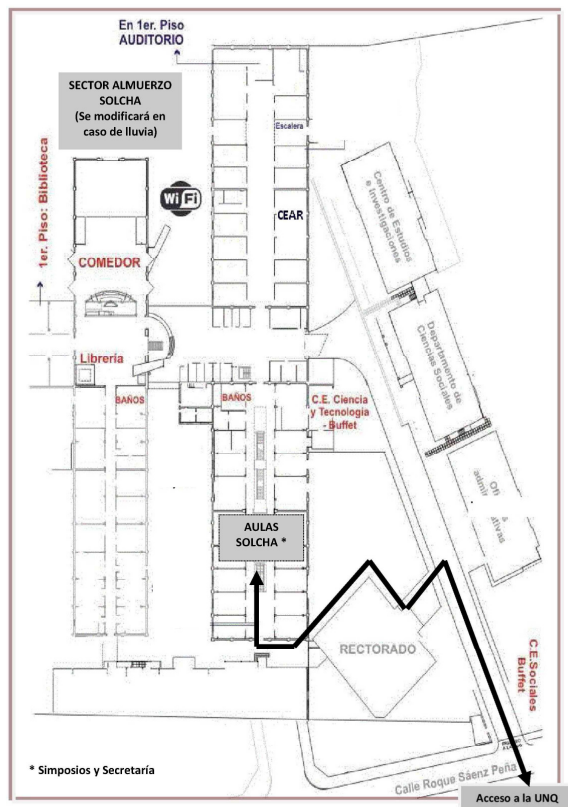 En 1er. Piso
AUDITORIO
SECTOR ALMUERZO
SOLCHA
(Se modificará en
caso de lluvia)
Escalera
1er. Piso: Biblioteca
Wi Fi
CEAR
Centro de Estudios
e Investigaciones
COMEDOR
Departamento de
Ciencias Sociales
Librería
BAÑOS
BAÑOS
C.E. Ciencia
y Tecnología
- Buffet
AULAS
SOLCHA *
RECTORADO
C.E.Sociales
Buffet
* Simposios y Secretaría
Calle Roque Sáenz Peña
Acceso a la UNQ